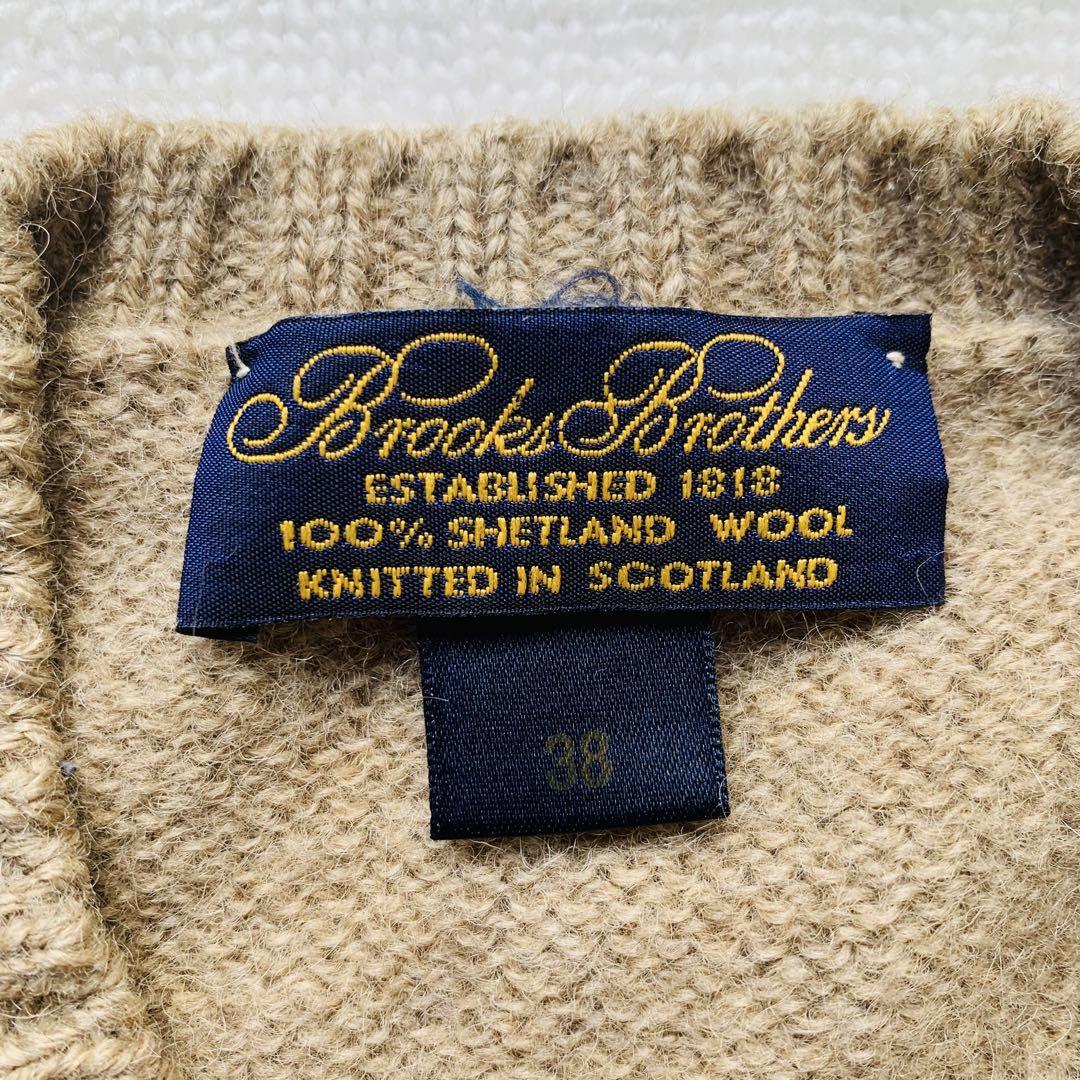 Brooks Brothers
ESTABLISHED 1818
100% SHETLAND WOOL
KNITTED IN SCOTLAND
38